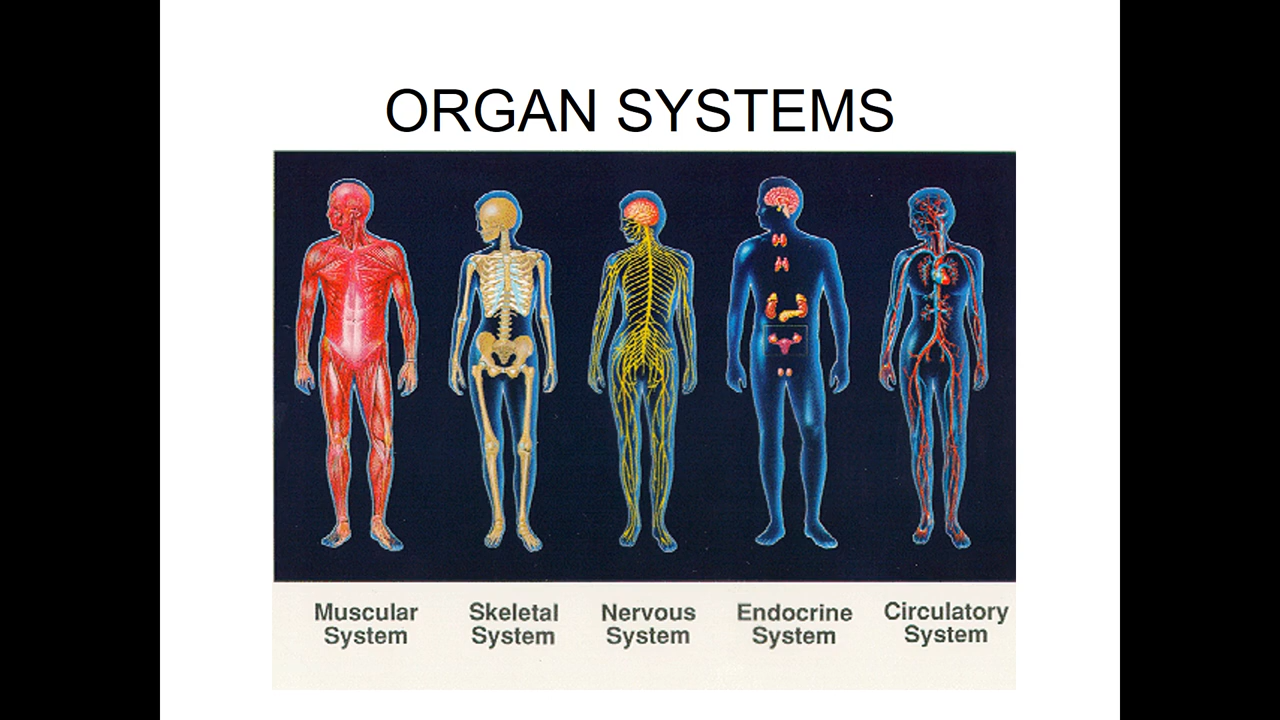 ORGAN SYSTEMS
Muscular System
Skeletal System
Nervous System
Endocrine System
Circulatory System